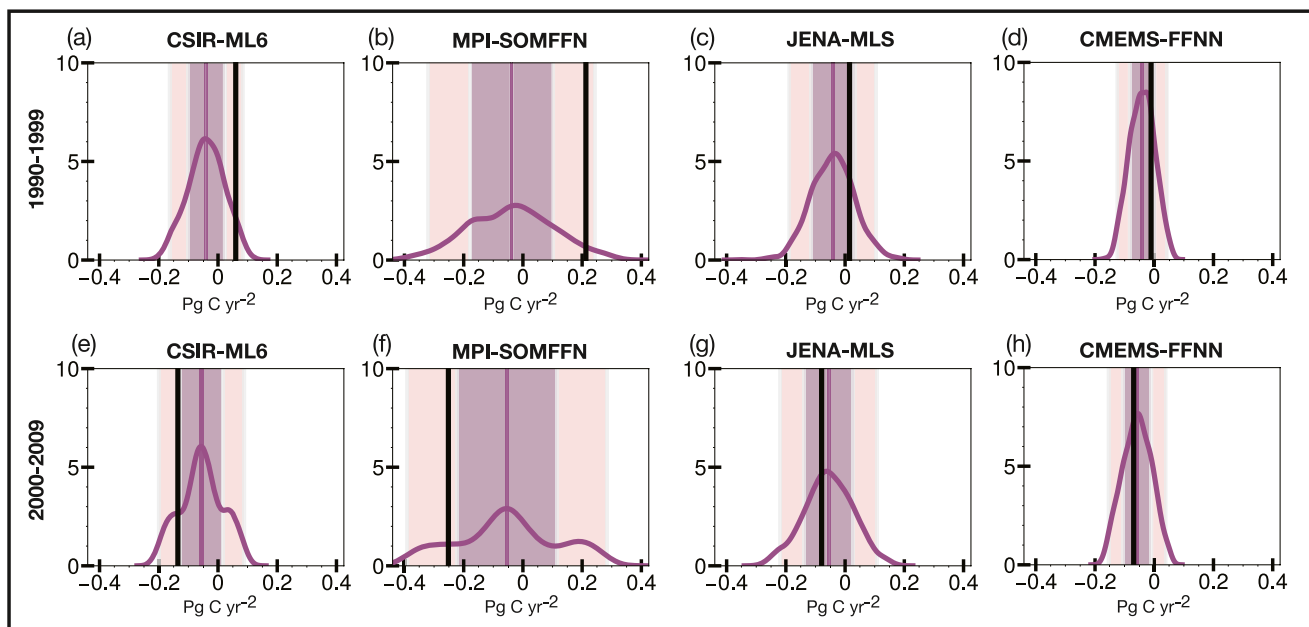 (a) CSIR-ML6 (b) MPI-SOMFFN (c) JENA-MLS (d) CMEMS-FFNN
1990-1999
10 10 10 10
5 5 5 5
0 0 0 0
−0.4 −0.2 0 0.2 0.4 −0.4 −0.2 0 0.2 0.4 −0.4 −0.2 0 0.2 0.4 −0.4 −0.2 0 0.2 0.4
Pg C yr⁻² Pg C yr⁻² Pg C yr⁻² Pg C yr⁻²
(e) CSIR-ML6 (f) MPI-SOMFFN (g) JENA-MLS (h) CMEMS-FFNN
2000-2009
10 10 10 10
5 5 5 5
0 0 0 0
−0.4 −0.2 0 0.2 0.4 −0.4 −0.2 0 0.2 0.4 −0.4 −0.2 0 0.2 0.4 −0.4 −0.2 0 0.2 0.4
Pg C yr⁻² Pg C yr⁻² Pg C yr⁻² Pg C yr⁻²